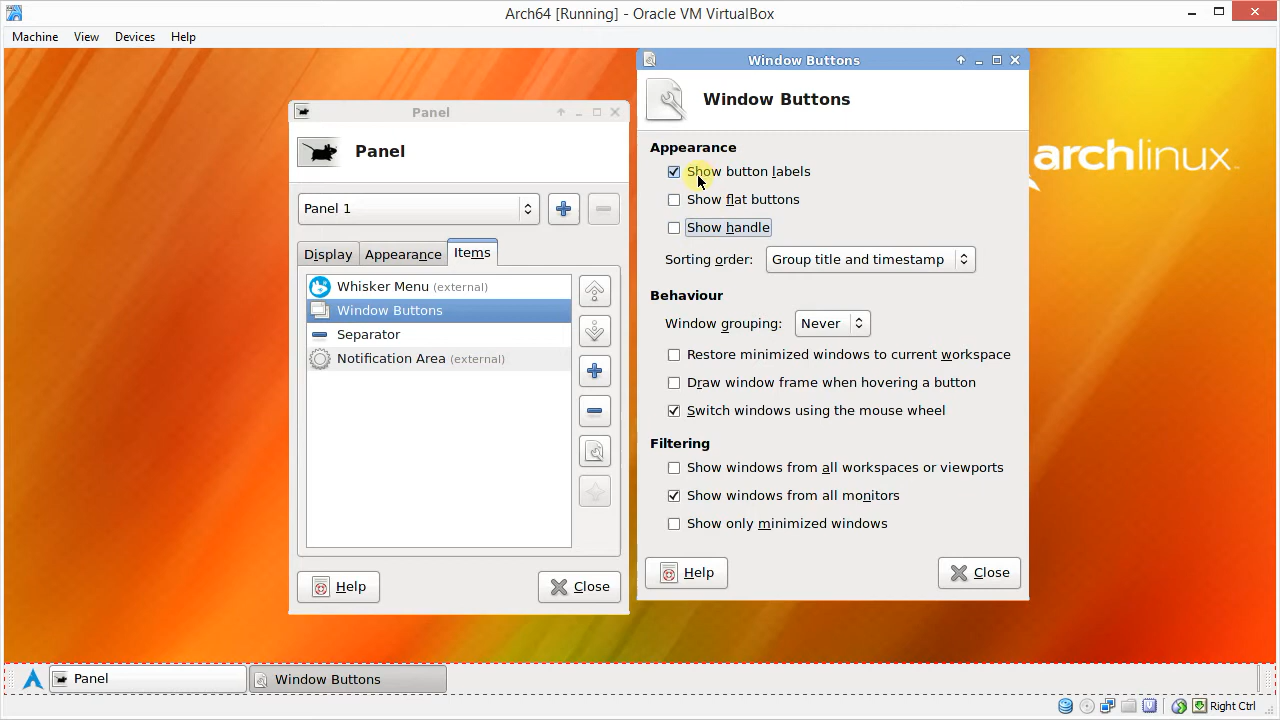 Arch64 [Running] - Oracle VM VirtualBox
Machine View Devices Help
Panel
Panel
Panel 1
Display Appearance Items
Whisker Menu (external)
Window Buttons
Separator
Notification Area (external)
Help Close
Window Buttons
Window Buttons
Appearance
Show button labels
Show flat buttons
Show handle
Sorting order: Group title and timestamp
Behaviour
Window grouping: Never
Restore minimized windows to current workspace
Draw window frame when hovering a button
Switch windows using the mouse wheel
Filtering
Show windows from all workspaces or viewports
Show windows from all monitors
Show only minimized windows
Help Close
archlinux
Panel Window Buttons
Right Ctrl